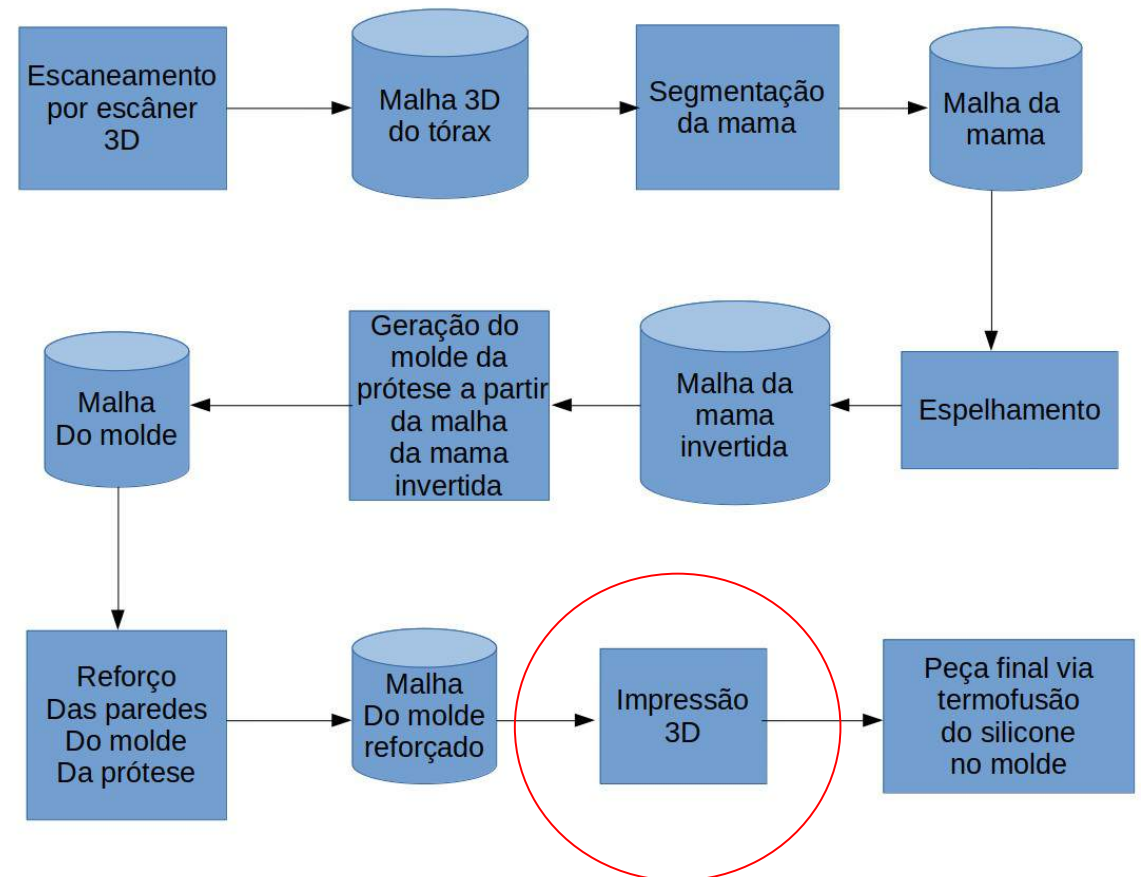 Escaneamento
por escâner
3D
Malha 3D
do tórax
Segmentação
da mama
Malha da
mama
Geração do
molde da
prótese a partir
da malha
da mama
invertida
Malha
Do molde
Malha da
mama
invertida
Espelhamento
Reforço
Das paredes
Do molde
Da prótese
Malha
Do molde
reforçado
Impressão
3D
Peça final via
termofusão
do silicone
no molde